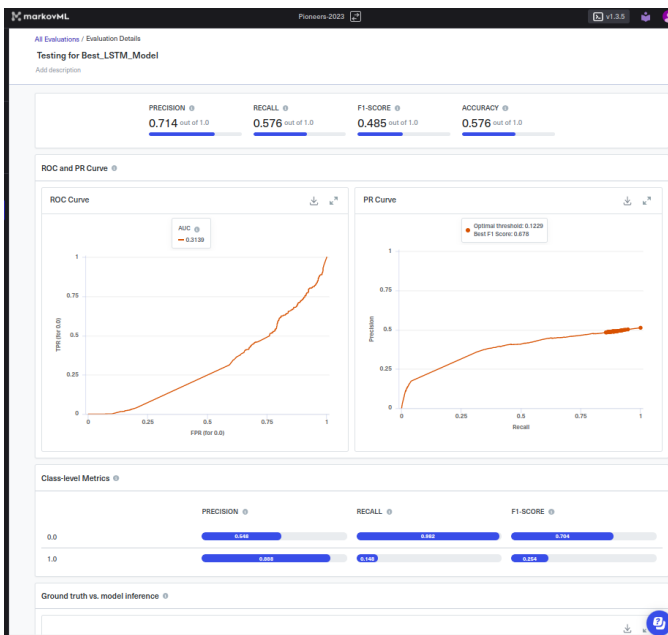 markovML
Pioneers-2023
v1.3.5
All Evaluations / Evaluation Details
Testing for Best_LSTM_Model
Add description
PRECISION RECALL F1-SCORE ACCURACY
0.714 out of 1.0 0.576 out of 1.0 0.485 out of 1.0 0.576 out of 1.0
ROC and PR Curve
ROC Curve
AUC
0.3139
1
0.75
0.5
0.25
0
TPR (for 0.0)
0 0.25 0.5 0.75 1
FPR (for 0.0)
PR Curve
Optimal threshold: 0.1229
Best F1 Score: 0.678
1
0.75
0.5
0.25
0
Precision
0 0.25 0.5 0.75 1
Recall
Class-level Metrics
PRECISION RECALL F1-SCORE
0.0 0.548 0.982 0.704
1.0 0.888 0.148 0.254
Ground truth vs. model inference